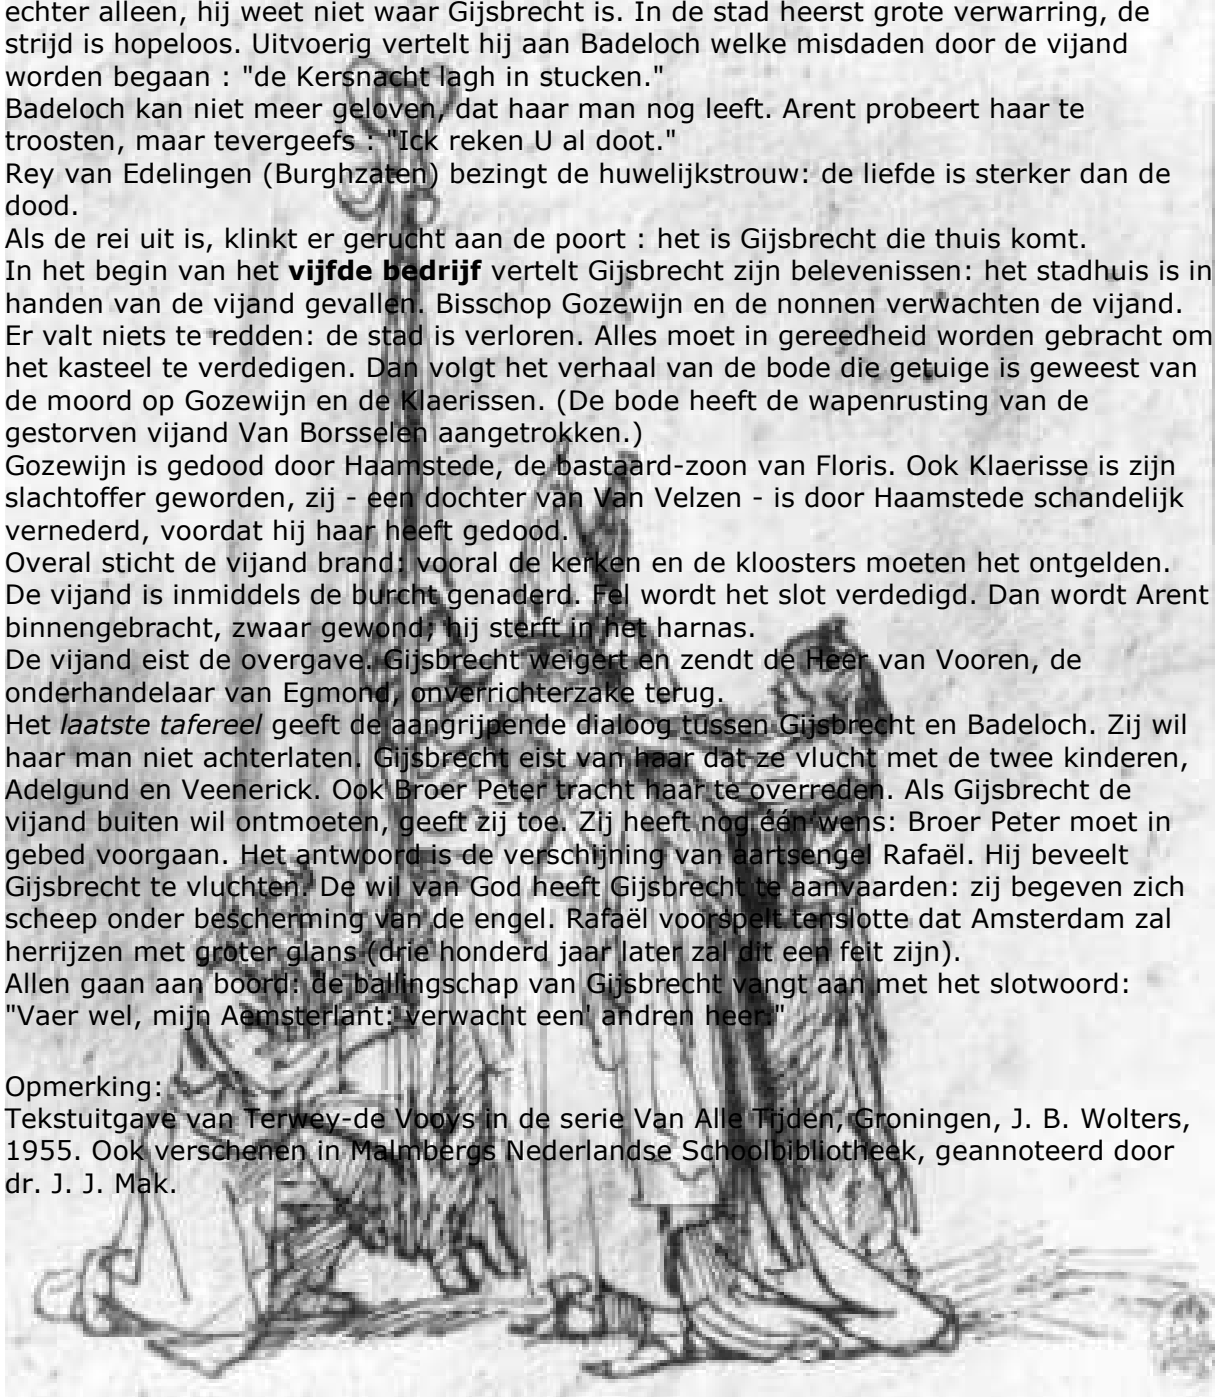 echter alleen, hij weet niet waar Gijsbrecht is. In de stad heerst grote verwarring, de
strijd is hopeloos. Uitvoerig vertelt hij aan Badeloch welke misdaden door de vijand
worden begaan : "de Kersnacht lagh in stucken."
Badeloch kan niet meer geloven, dat haar man nog leeft. Arent probeert haar te
troosten, maar tevergeefs : "Ick reken U al doot."
Rey van Edelingen (Burghzaten) bezingt de huwelijkstrouw: de liefde is sterker dan de
dood.
Als de rei uit is, klinkt er gerucht aan de poort : het is Gijsbrecht die thuis komt.
In het begin van het vijfde bedrijf vertelt Gijsbrecht zijn belevenissen: het stadhuis is in
handen van de vijand gevallen. Bisschop Gozewijn en de nonnen verwachten de vijand.
Er valt niets te redden: de stad is verloren. Alles moet in gereedheid worden gebracht om
het kasteel te verdedigen. Dan volgt het verhaal van de bode die getuige is geweest van
de moord op Gozewijn en de Klaerissen. (De bode heeft de wapenrusting van de
gestorven vijand Van Borsselen aangetrokken.)
Gozewijn is gedood door Haamstede, de bastaard-zoon van Floris. Ook Klaerisse is zijn
slachtoffer geworden, zij - een dochter van Van Velzen - is door Haamstede schandelijk
vernederd, voordat hij haar heeft gedood.
Overal sticht de vijand brand: vooral de kerken en de kloosters moeten het ontgelden.
De vijand is inmiddels de burcht genaderd. Fel wordt het slot verdedigd. Dan wordt Arent
binnengebracht, zwaar gewond; hij sterft in het harnas.
De vijand eist de overgave. Gijsbrecht weigert en zendt de Heer van Vooren, de
onderhandelaar van Egmond, onverrichterzake terug.
Het laatste tafereel geeft de aangrijpende dialoog tussen Gijsbrecht en Badeloch. Zij wil
haar man niet achterlaten. Gijsbrecht eist van haar dat ze vlucht met de twee kinderen,
Adelgund en Veenerick. Ook Broer Peter tracht haar te overreden. Als Gijsbrecht de
vijand buiten wil ontmoeten, geeft zij toe. Zij heeft nog één wens: Broer Peter moet in
gebed voorgaan. Het antwoord is de verschijning van aartsengel Rafaël. Hij beveelt
Gijsbrecht te vluchten. De wil van God heeft Gijsbrecht te aanvaarden: zij begeven zich
scheep onder bescherming van de engel. Rafaël voorspelt tenslotte dat Amsterdam zal
herrijzen met groter glans (drie honderd jaar later zal dit een feit zijn).
Allen gaan aan boord: de ballingschap van Gijsbrecht vangt aan met het slotwoord:
"Vaer wel, mijn Aemsterlant: verwacht een' andren heer."
Opmerking:
Tekstuitgave van Terwey-de Vooys in de serie Van Alle Tijden, Groningen, J. B. Wolters,
1955. Ook verschenen in Malmbergs Nederlandse Schoolbibliotheek, geannoteerd door
dr. J. J. Mak.